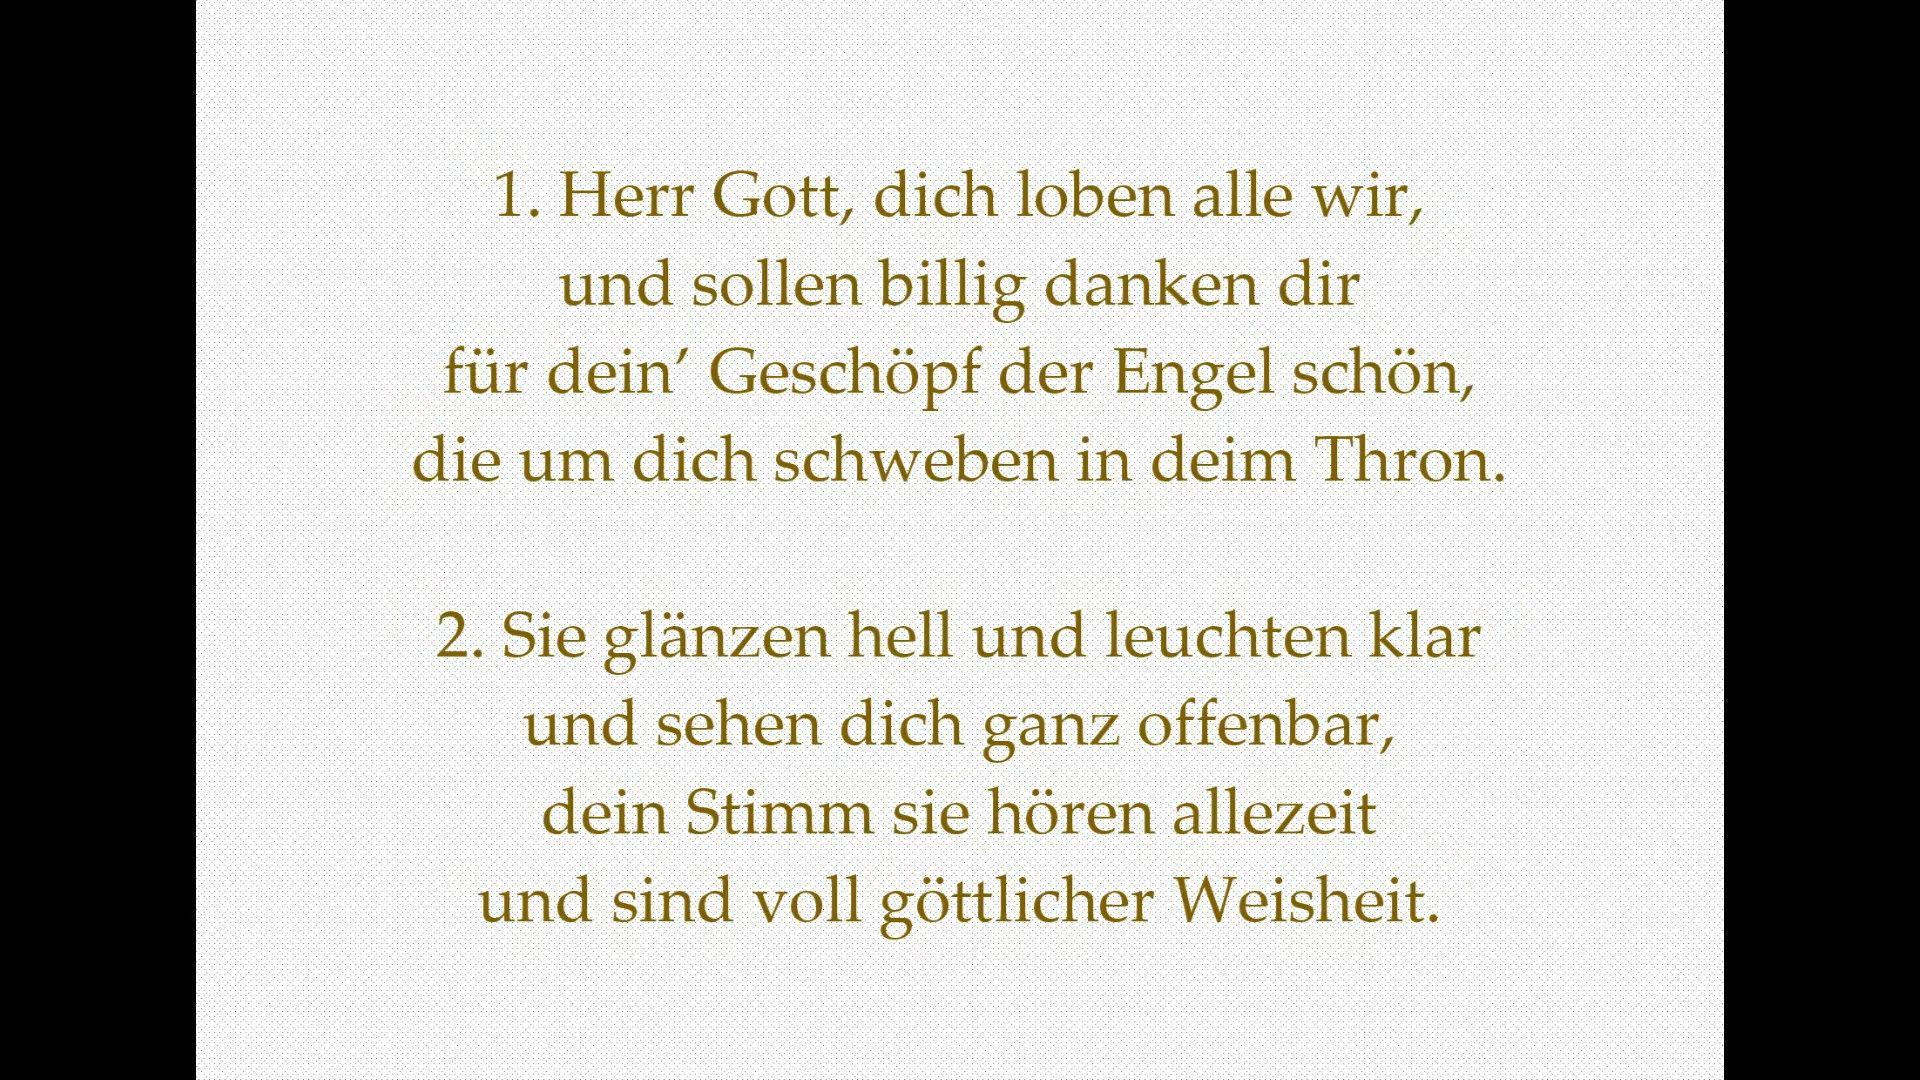 1. Herr Gott, dich loben alle wir,
und sollen billig danken dir
für dein’ Geschöpf der Engel schön,
die um dich schweben in deim Thron.
2. Sie glänzen hell und leuchten klar
und sehen dich ganz offenbar,
dein Stimm sie hören allezeit
und sind voll göttlicher Weisheit.